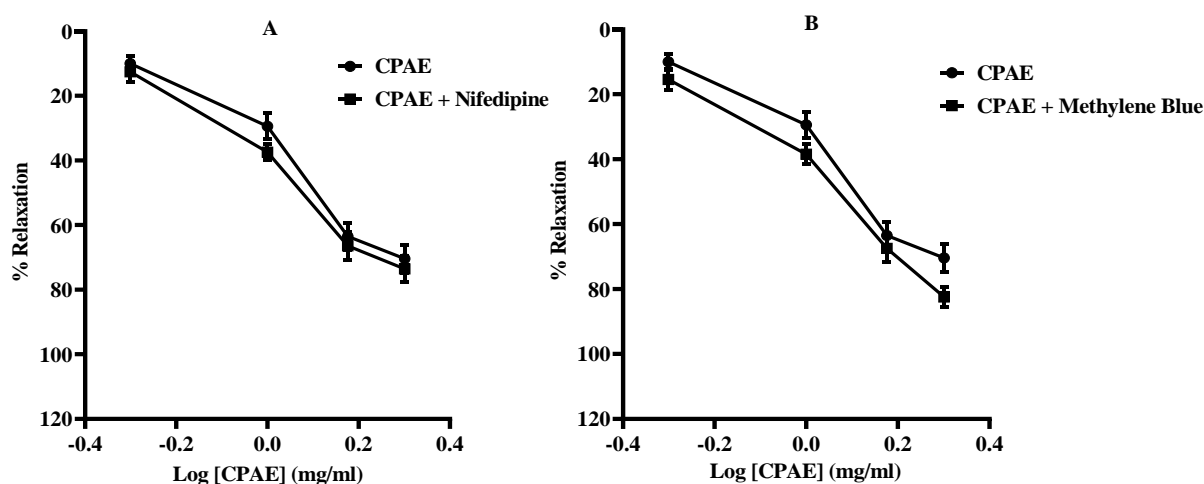 A
CPAE
CPAE + Nifedipine
% Relaxation
0
20
40
60
80
100
120
-0.4
-0.2
0.0
0.2
0.4
Log [CPAE] (mg/ml)
B
CPAE
CPAE + Methylene Blue
% Relaxation
0
20
40
60
80
100
120
-0.4
-0.2
0.0
0.2
0.4
Log [CPAE] (mg/ml)